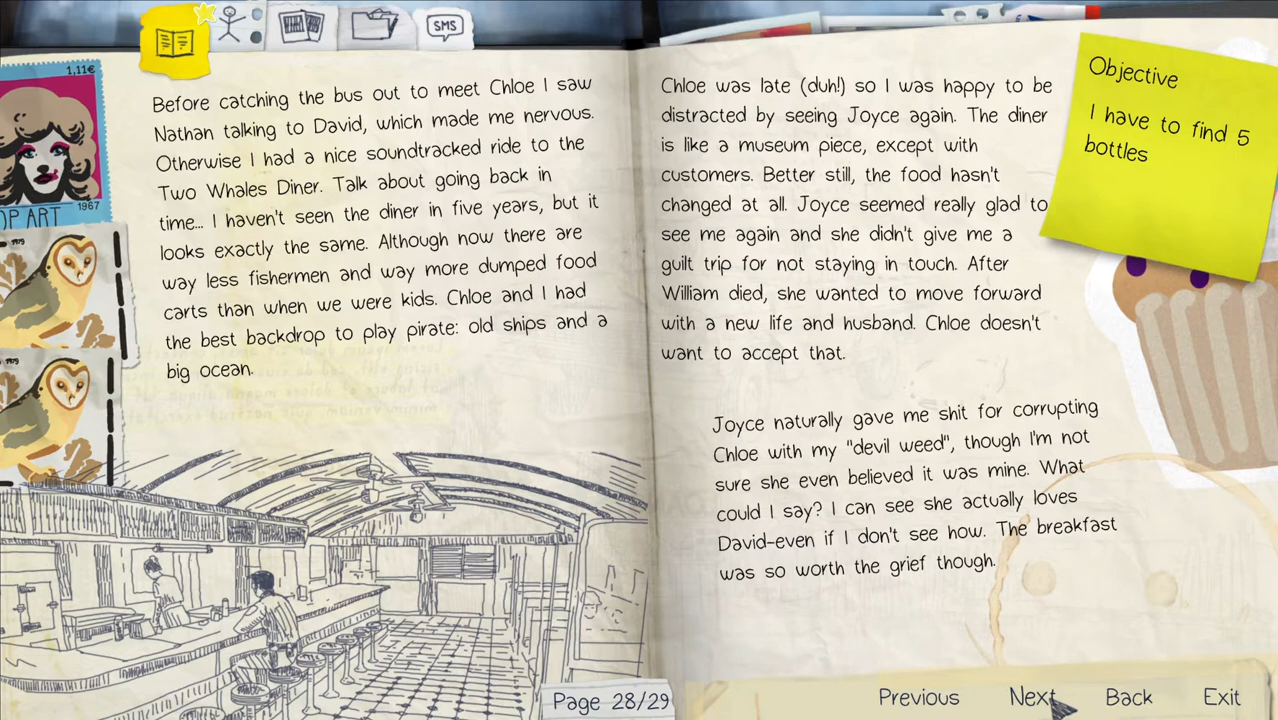 SMS
1,11€
OP ART
1967
1979
1979
Before catching the bus out to meet Chloe I saw
Nathan talking to David, which made me nervous.
Otherwise I had a nice soundtracked ride to the
Two Whales Diner. Talk about going back in
time... I haven't seen the diner in five years, but it
looks exactly the same. Although now there are
way less fishermen and way more dumped food
carts than when we were kids. Chloe and I had
the best backdrop to play pirate: old ships and a
big ocean.
Chloe was late (duh!) so I was happy to be
distracted by seeing Joyce again. The diner
is like a museum piece, except with
customers. Better still, the food hasn't
changed at all. Joyce seemed really glad to
see me again and she didn't give me a
guilt trip for not staying in touch. After
William died, she wanted to move forward
with a new life and husband. Chloe doesn't
want to accept that.
Joyce naturally gave me shit for corrupting
Chloe with my "devil weed", though I'm not
sure she even believed it was mine. What
could I say? I can see she actually loves
David-even if I don't see how. The breakfast
was so worth the grief though.
Objective
I have to find 5
bottles
Page 28/29
Previous Next Back Exit